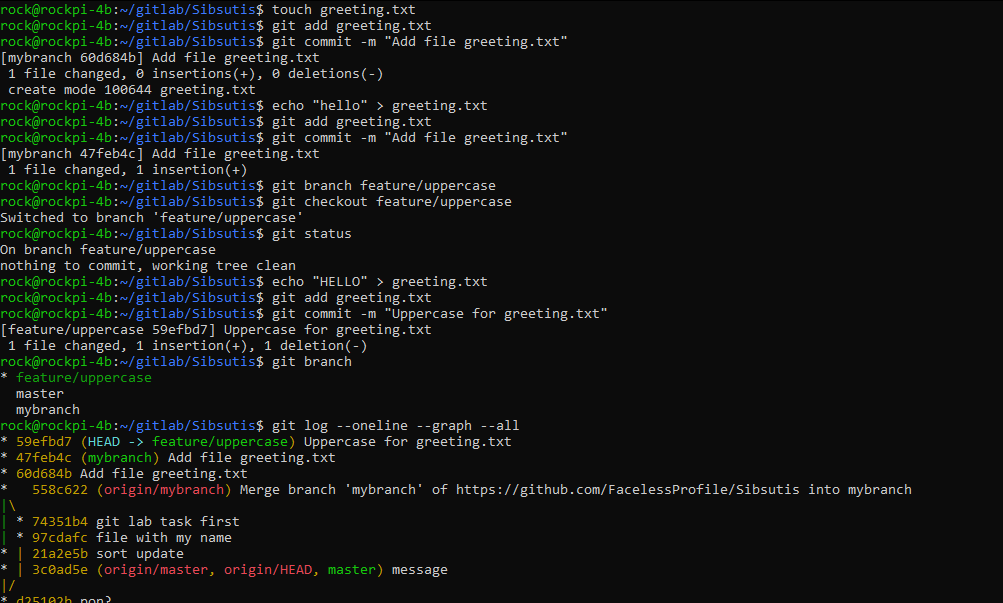 rock@rockpi-4b:~/gitlab/Sibsutis$ touch greeting.txt
rock@rockpi-4b:~/gitlab/Sibsutis$ git add greeting.txt
rock@rockpi-4b:~/gitlab/Sibsutis$ git commit -m "Add file greeting.txt"
[mybranch 60d684b] Add file greeting.txt
 1 file changed, 0 insertions(+), 0 deletions(-)
 create mode 100644 greeting.txt
rock@rockpi-4b:~/gitlab/Sibsutis$ echo "hello" > greeting.txt
rock@rockpi-4b:~/gitlab/Sibsutis$ git add greeting.txt
rock@rockpi-4b:~/gitlab/Sibsutis$ git commit -m "Add file greeting.txt"
[mybranch 47feb4c] Add file greeting.txt
 1 file changed, 1 insertion(+)
rock@rockpi-4b:~/gitlab/Sibsutis$ git branch feature/uppercase
rock@rockpi-4b:~/gitlab/Sibsutis$ git checkout feature/uppercase
Switched to branch 'feature/uppercase'
rock@rockpi-4b:~/gitlab/Sibsutis$ git status
On branch feature/uppercase
nothing to commit, working tree clean
rock@rockpi-4b:~/gitlab/Sibsutis$ echo "HELLO" > greeting.txt
rock@rockpi-4b:~/gitlab/Sibsutis$ git add greeting.txt
rock@rockpi-4b:~/gitlab/Sibsutis$ git commit -m "Uppercase for greeting.txt"
[feature/uppercase 59efbd7] Uppercase for greeting.txt
 1 file changed, 1 insertion(+), 1 deletion(-)
rock@rockpi-4b:~/gitlab/Sibsutis$ git branch
* feature/uppercase
  master
  mybranch
rock@rockpi-4b:~/gitlab/Sibsutis$ git log --oneline --graph --all
* 59efbd7 (HEAD -> feature/uppercase) Uppercase for greeting.txt
* 47feb4c (mybranch) Add file greeting.txt
* 60d684b Add file greeting.txt
*   558c622 (origin/mybranch) Merge branch 'mybranch' of https://github.com/FacelessProfile/Sibsutis into mybranch
|\
| * 74351b4 git lab task first
| * 97cdafc file with my name
* | 21a2e5b sort update
* | 3c0ad5e (origin/master, origin/HEAD, master) message
|/
* d25102b non?